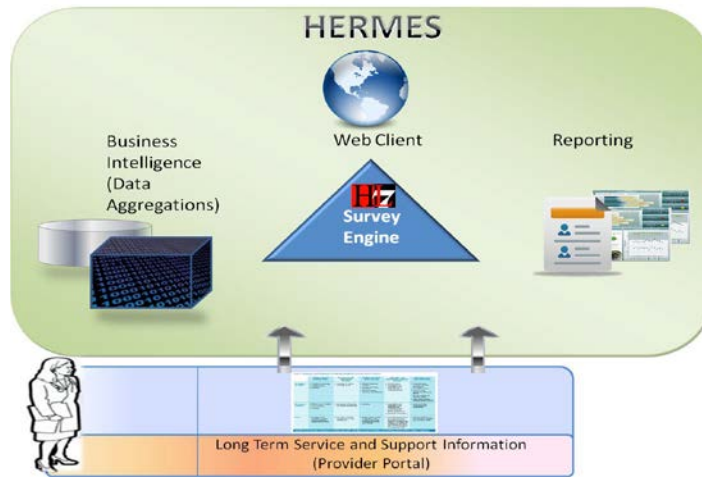 HERMES
Web Client
Business
Intelligence
(Data
Aggregations)
Reporting
HL7
Survey
Engine
Long Term Service and Support Information
(Provider Portal)